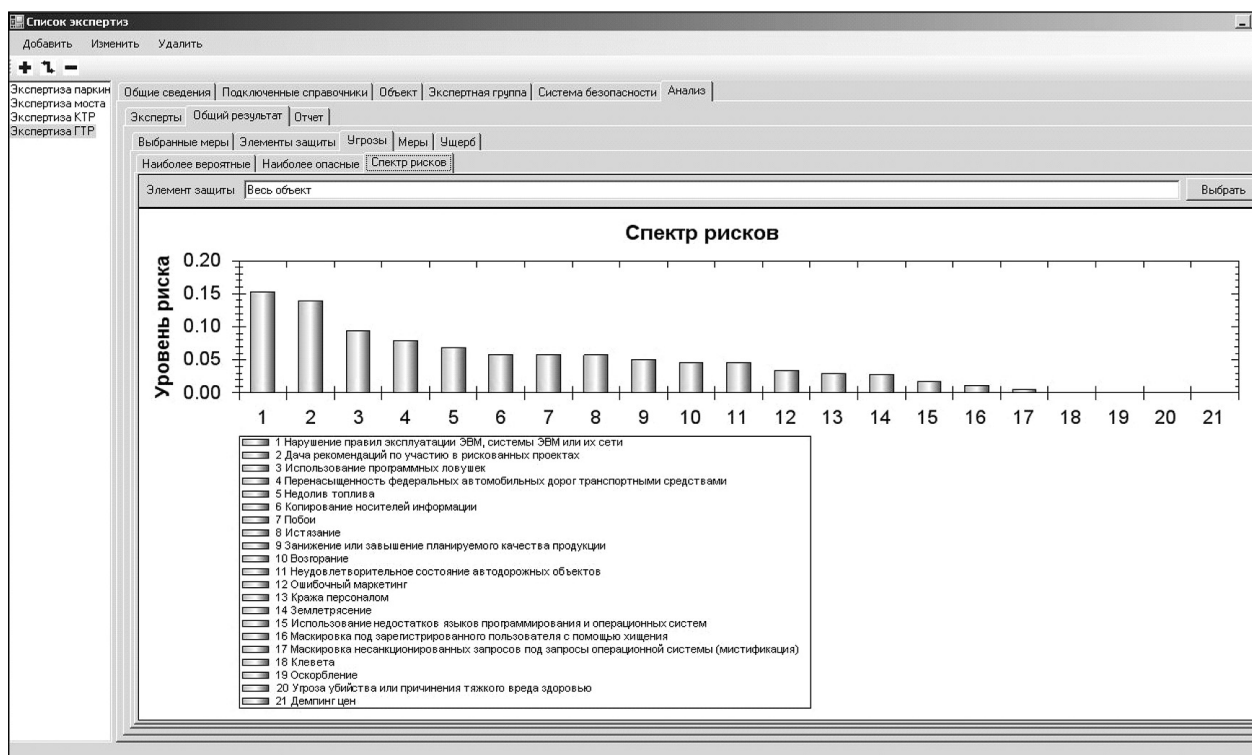 Список экспертиз
Добавить Изменить Удалить
Экспертиза паркин
Экспертиза моста
Экспертиза КТР
Экспертиза ГТР
Общие сведения Подключенные справочники Объект Экспертная группа Система безопасности Анализ
Эксперты Общий результат Отчет
Выбранные меры Элементы защиты Угрозы Меры Ущерб
Наиболее вероятные Наиболее опасные Спектр рисков
Элемент защиты Весь объект Выбрать
Спектр рисков
Уровень риска
0.20
0.15
0.10
0.05
0.00
1 2 3 4 5 6 7 8 9 10 11 12 13 14 15 16 17 18 19 20 21
1 Нарушение правил эксплуатации ЭВМ, системы ЭВМ или их сети
2 Дача рекомендаций по участию в рискованных проектах
3 Использование программных ловушек
4 Перенасыщенность федеральных автомобильных дорог транспортными средствами
5 Недолив топлива
6 Копирование носителей информации
7 Побои
8 Истязание
9 Занижение или завышение планируемого качества продукции
10 Возгорание
11 Неудовлетворительное состояние автодорожных объектов
12 Ошибочный маркетинг
13 Кража персоналом
14 Землетрясение
15 Использование недостатков языков программирования и операционных систем
16 Маскировка под зарегистрированного пользователя с помощью хищения
17 Маскировка несанкционированных запросов под запросы операционной системы (мистификация)
18 Клевета
19 Оскорбление
20 Угроза убийства или причинения тяжкого вреда здоровью
21 Демпинг цен